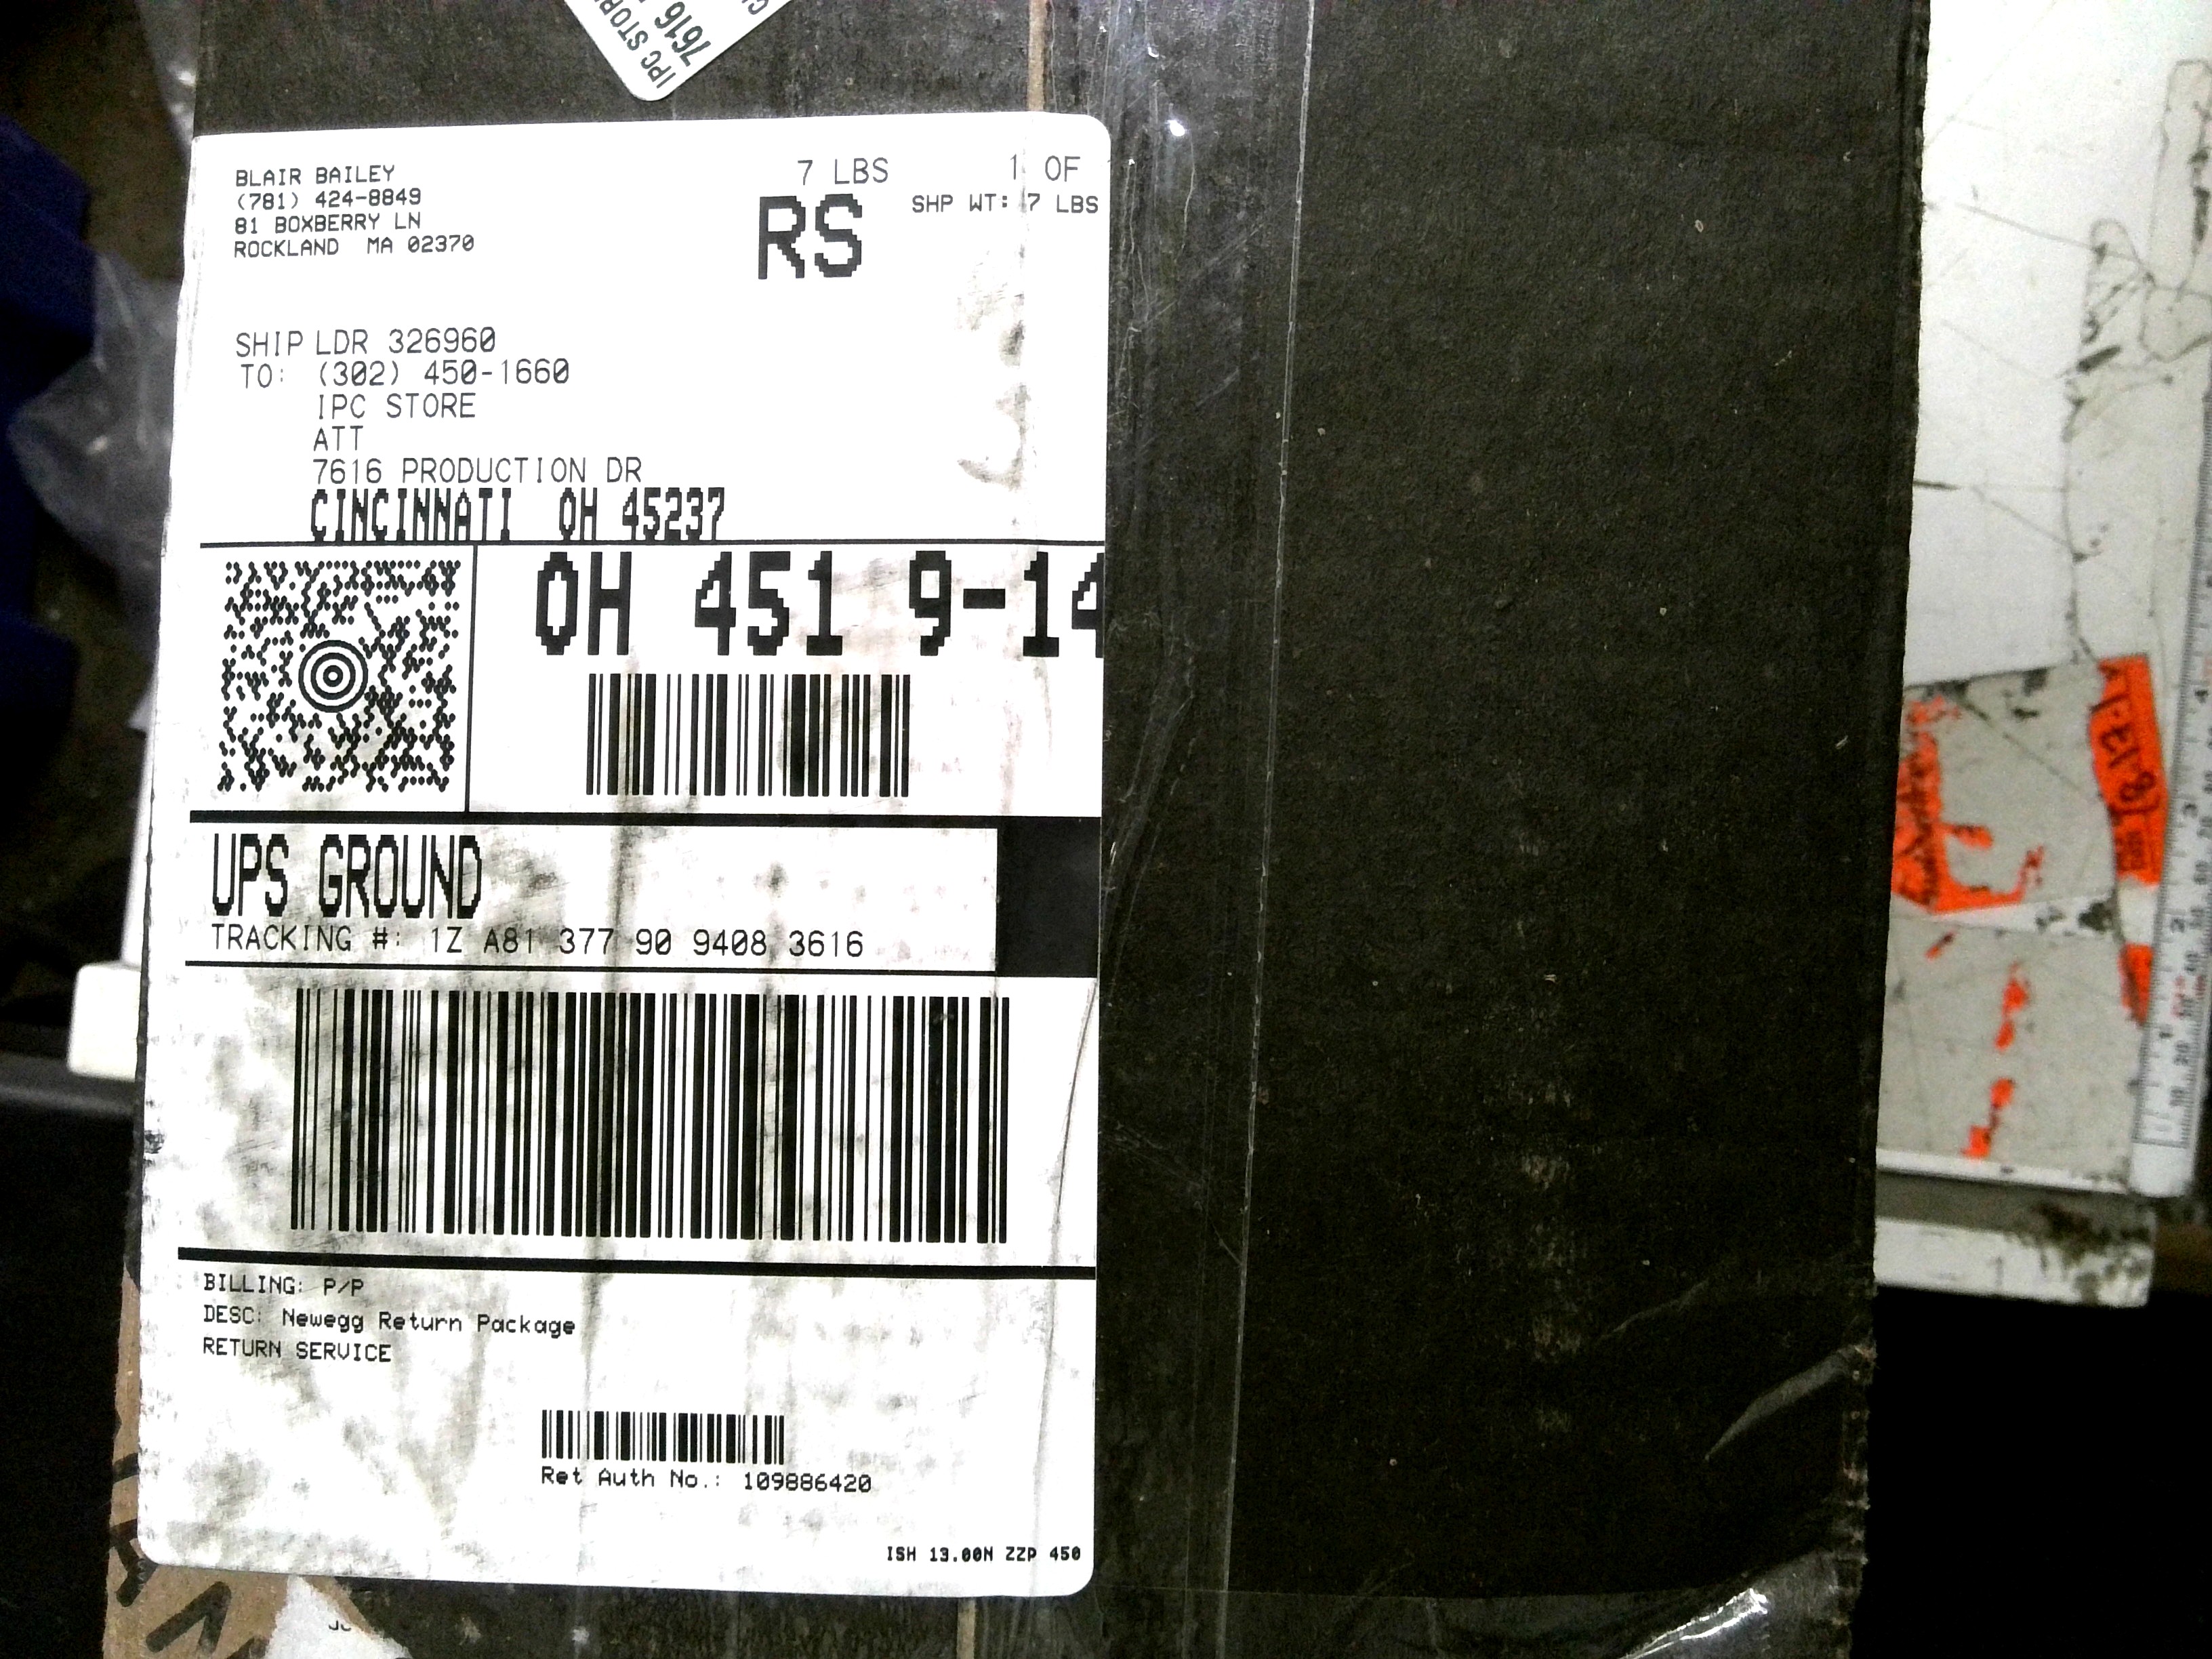 IPC STOR
7616
BLAIR BAILEY
(781) 424-8849
81 BOXBERRY LN
ROCKLAND MA 02370
7 LBS
1 OF
SHP WT: 7 LBS
RS
SHIP LDR 326960
TO: (302) 450-1660
IPC STORE
ATT
7616 PRODUCTION DR
CINCINNATI OH 45237
OH 451 9-14
UPS GROUND
TRACKING #: 1Z A81 377 90 9408 3616
BILLING: P/P
DESC: Newegg Return Package
RETURN SERVICE
Ret Auth No.: 109886420
ISH 13.00N ZZP 450